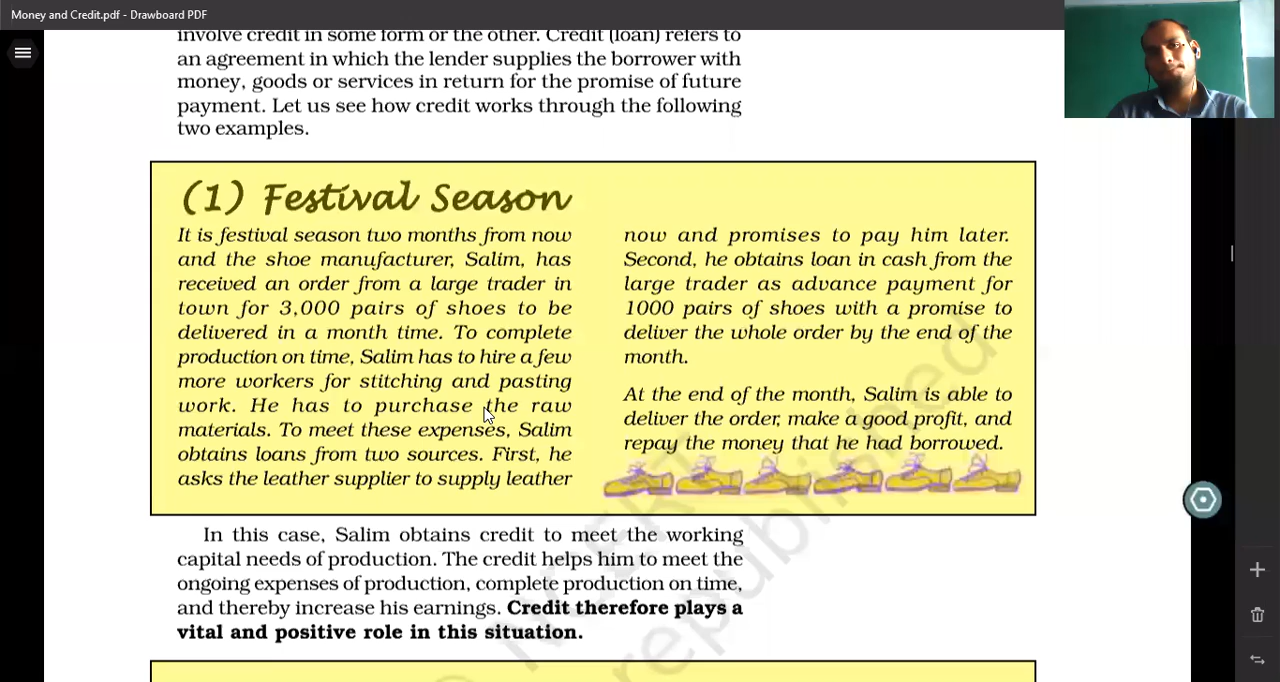 Money and Credit.pdf - Drawboard PDF
involve credit in some form or the other. Credit (loan) refers to
an agreement in which the lender supplies the borrower with
money, goods or services in return for the promise of future
payment. Let us see how credit works through the following
two examples.
(1) Festival Season
It is festival season two months from now
and the shoe manufacturer, Salim, has
received an order from a large trader in
town for 3,000 pairs of shoes to be
delivered in a month time. To complete
production on time, Salim has to hire a few
more workers for stitching and pasting
work. He has to purchase the raw
materials. To meet these expenses, Salim
obtains loans from two sources. First, he
asks the leather supplier to supply leather
now and promises to pay him later.
Second, he obtains loan in cash from the
large trader as advance payment for
1000 pairs of shoes with a promise to
deliver the whole order by the end of the
month.
At the end of the month, Salim is able to
deliver the order, make a good profit, and
repay the money that he had borrowed.
In this case, Salim obtains credit to meet the working
capital needs of production. The credit helps him to meet the
ongoing expenses of production, complete production on time,
and thereby increase his earnings. Credit therefore plays a
vital and positive role in this situation.
NCERT
republished